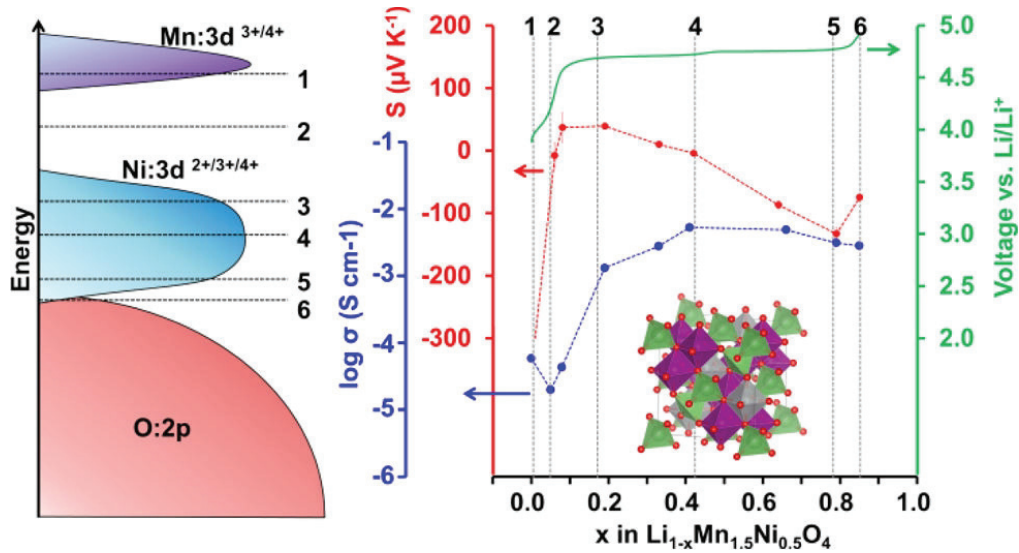 Energy
Mn:3d 3+/4+
1
2
Ni:3d 2+/3+/4+
3
4
5
6
O:2p
log σ (S cm-1)
-1
-2
-3
-4
-5
-6
S (µV K⁻¹)
200
100
0
-100
-200
-300
1 2 3 4 5 6
5.0
4.5
4.0
3.5
3.0
2.5
2.0
Voltage vs. Li/Li⁺
0.0 0.2 0.4 0.6 0.8 1.0
x in Li₁₋ₓMn₁.₅Ni₀.₅O₄